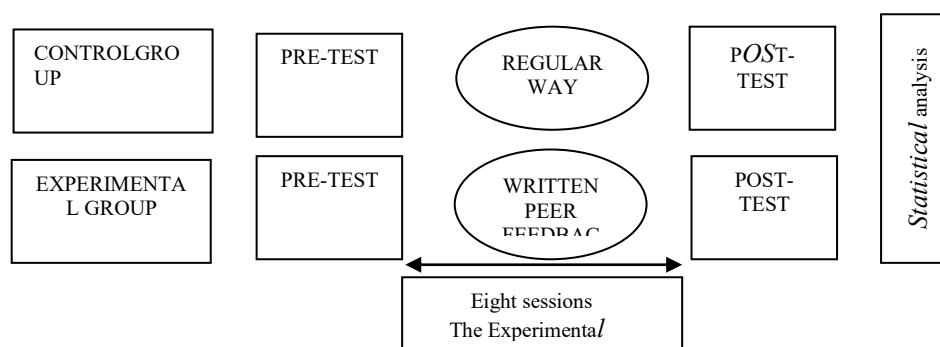 CONTROLGRO
UP
PRE-TEST
REGULAR
WAY
POST-
TEST
EXPERIMENTA
L GROUP
PRE-TEST
WRITTEN
PEER
FEEDBAC
POST-
TEST
Statistical analysis
Eight sessions
The Experimental